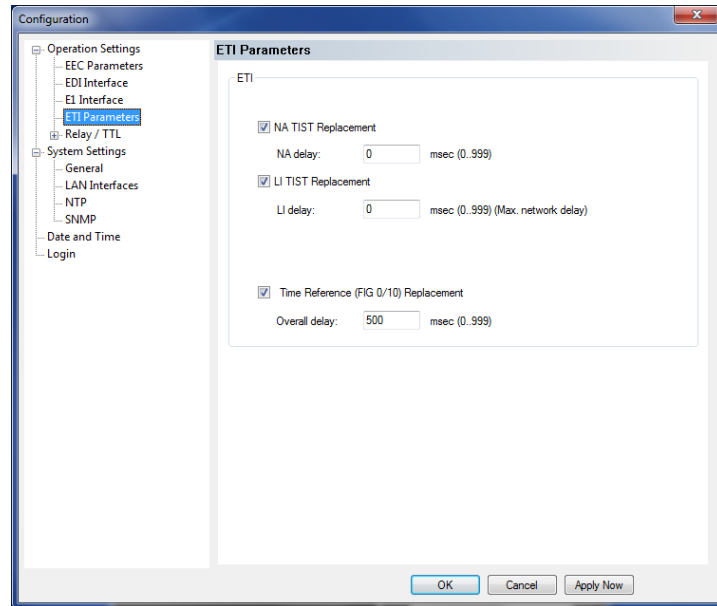 Configuration
Operation Settings
EEC Parameters
EDI Interface
E1 Interface
ETI Parameters
Relay / TTL
System Settings
General
LAN Interfaces
NTP
SNMP
Date and Time
Login
ETI Parameters
ETI
NA TIST Replacement
NA delay: 0 msec (0..999)
LI TIST Replacement
LI delay: 0 msec (0..999) (Max. network delay)
Time Reference (FIG 0/10) Replacement
Overall delay: 500 msec (0..999)
OK Cancel Apply Now